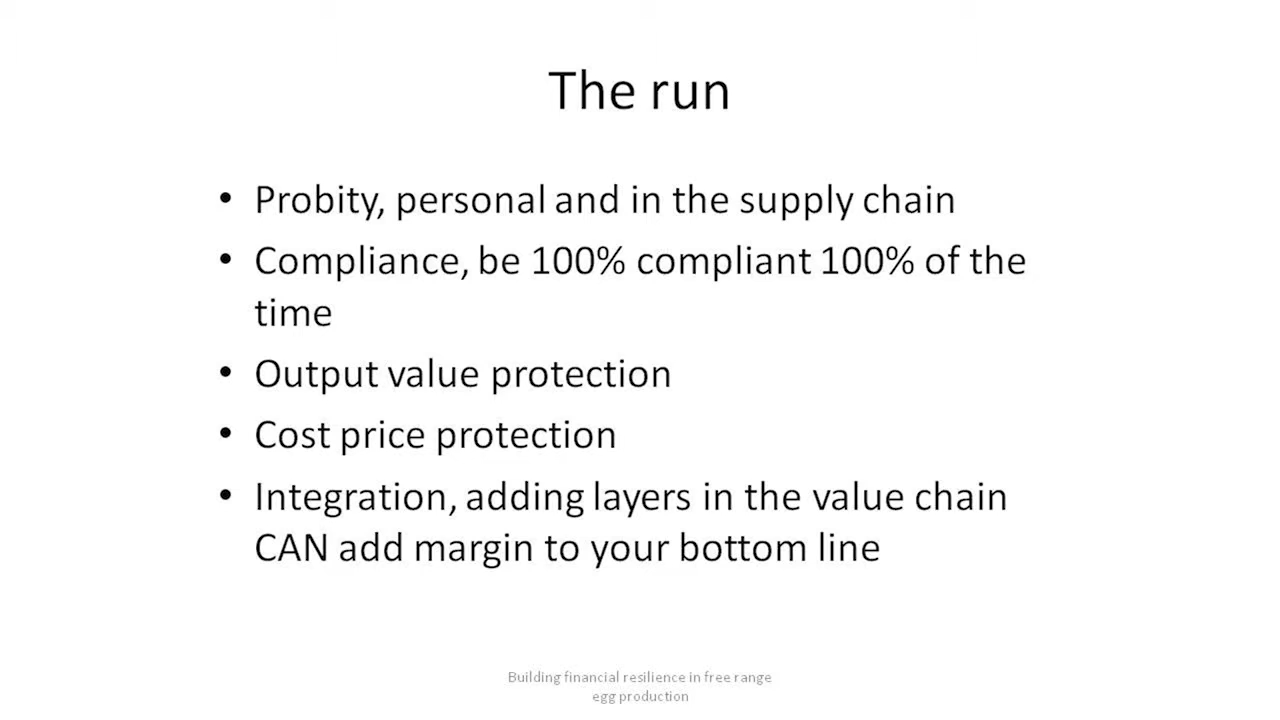 The run
• Probity, personal and in the supply chain
• Compliance, be 100% compliant 100% of the
time
• Output value protection
• Cost price protection
• Integration, adding layers in the value chain
CAN add margin to your bottom line
Building financial resilience in free range
egg production